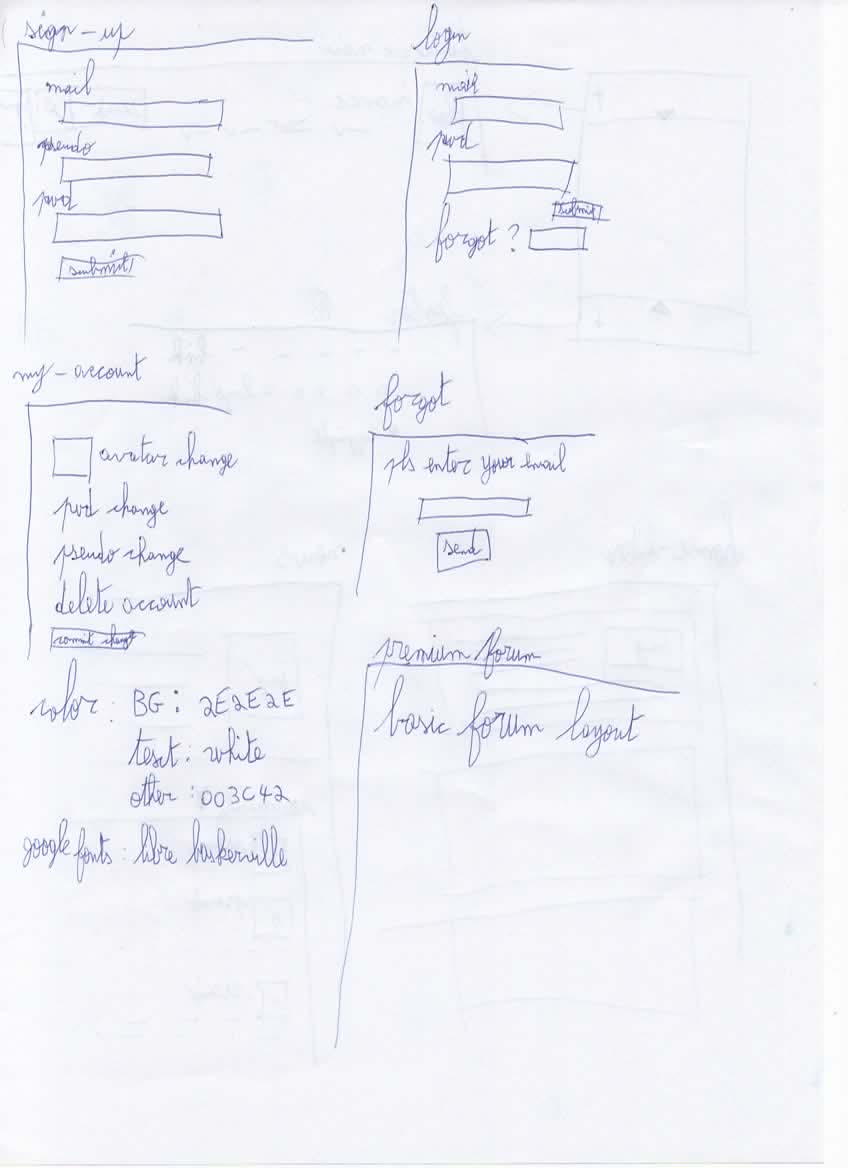 sign-up
mail
pseudo
pwd
submit
login
mail
pwd
submit
forgot ?
my-account
avatar change
pwd change
pseudo change
delete account
commit change
forgot
pls enter your email
send
color : BG : 2E2E2E
text : white
other : 003C42
google fonts : libre baskerville
premium forum
basic forum layout